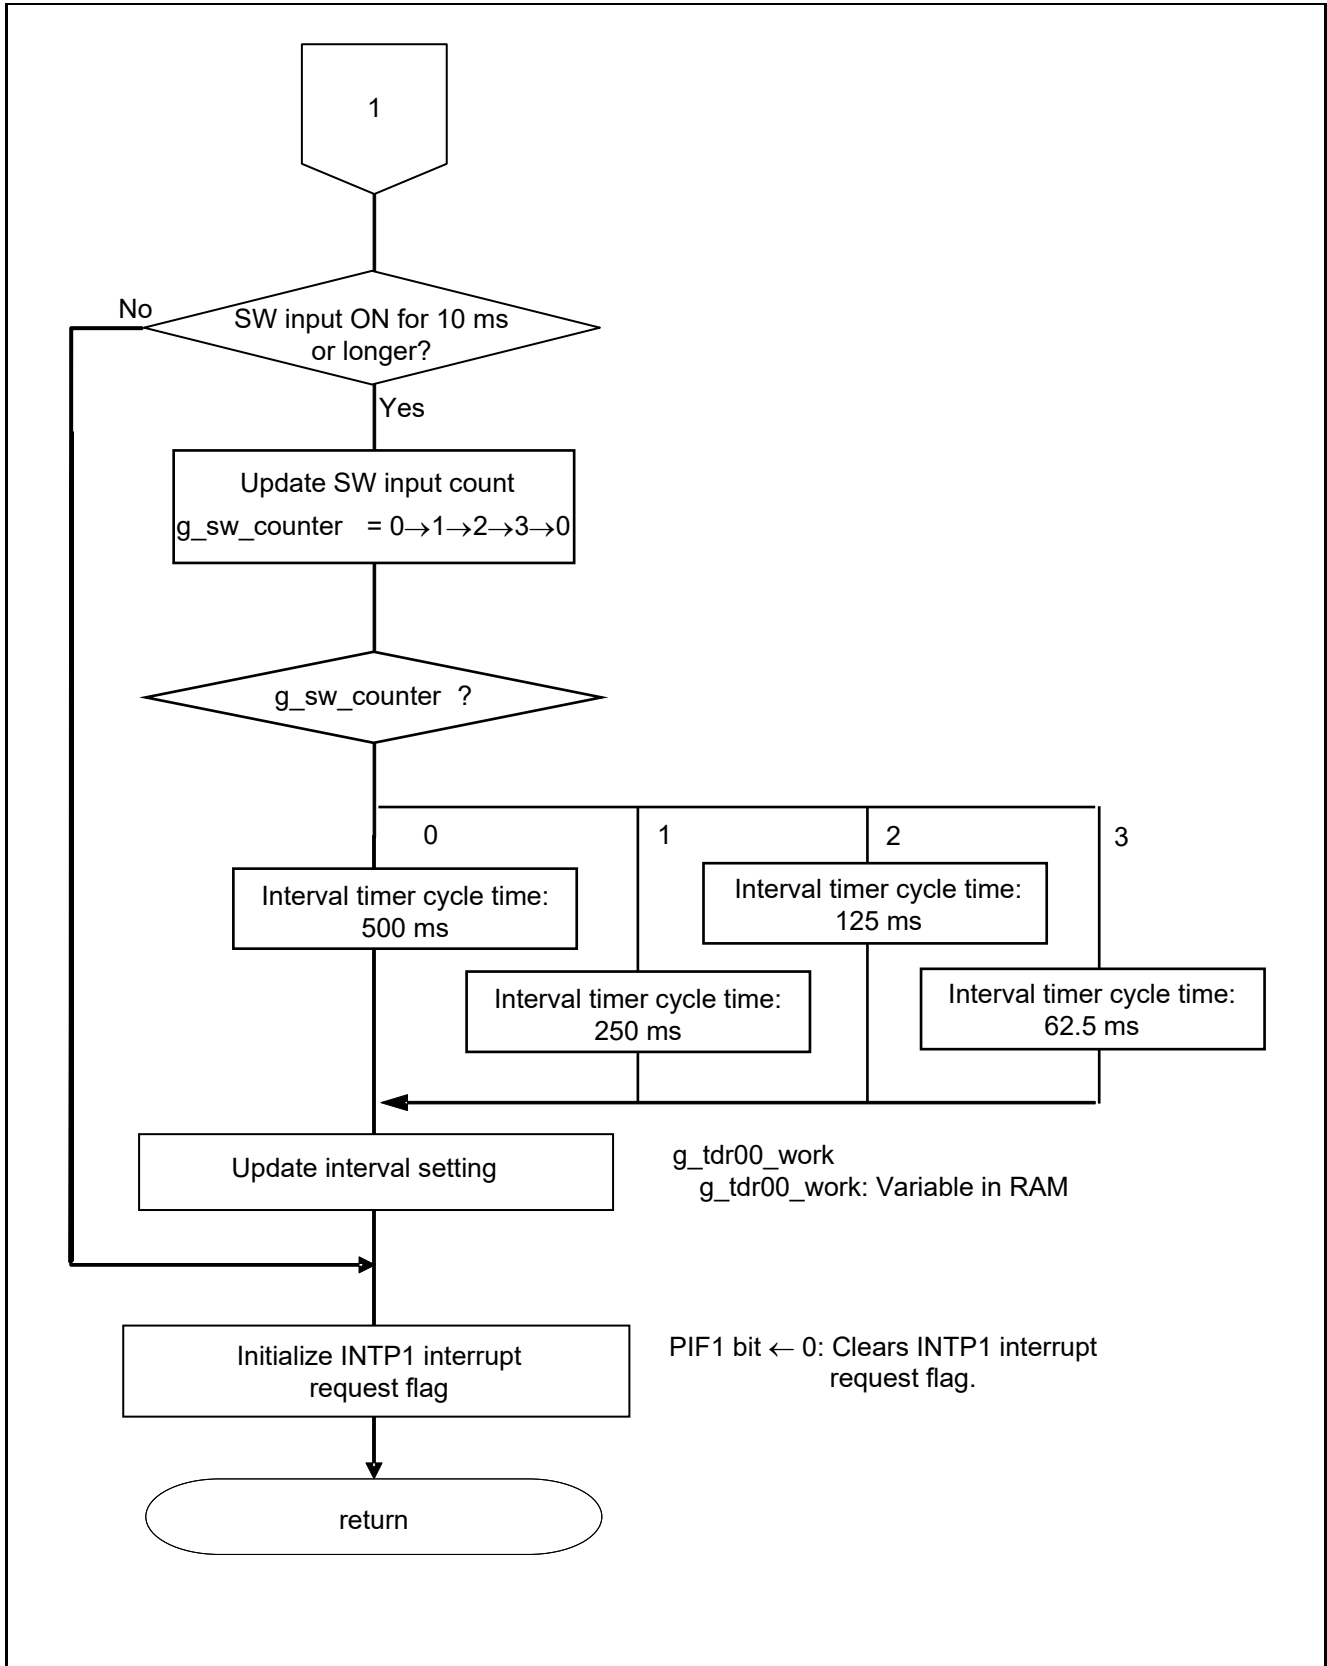 1
No
SW input ON for 10 ms
or longer?
Yes
Update SW input count
g_sw_counter = 0→1→2→3→0
g_sw_counter ?
0
1
2
3
Interval timer cycle time:
500 ms
Interval timer cycle time:
125 ms
Interval timer cycle time:
250 ms
Interval timer cycle time:
62.5 ms
Update interval setting
g_tdr00_work
g_tdr00_work: Variable in RAM
Initialize INTP1 interrupt
request flag
PIF1 bit ← 0: Clears INTP1 interrupt
request flag.
return